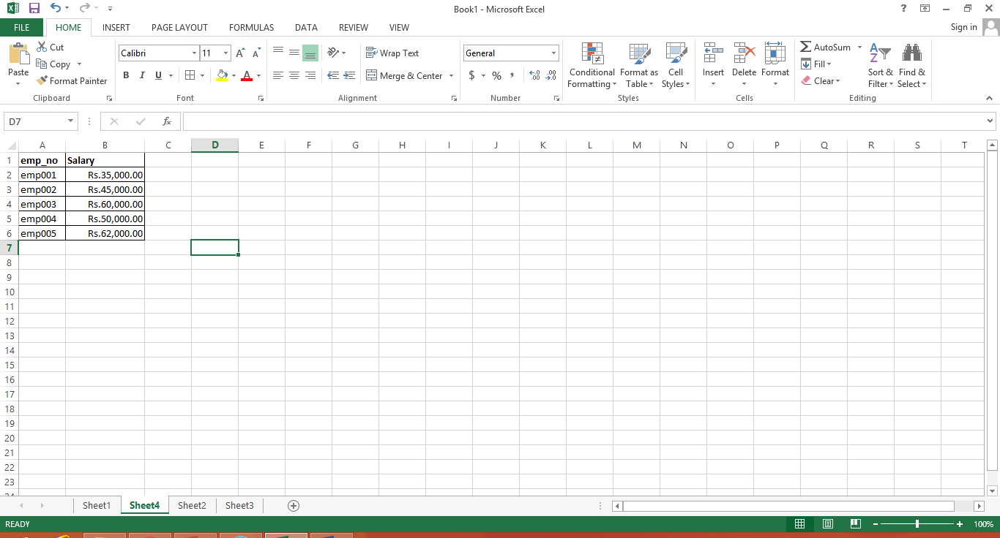 Book1 - Microsoft Excel
?
FILE HOME INSERT PAGE LAYOUT FORMULAS DATA REVIEW VIEW Sign in
Paste
Cut
Copy
Format Painter
Clipboard
Calibri 11 A A
B I U A
Font
Wrap Text
Merge & Center
Alignment
General
$ % , .00 .00
Number
Conditional Formatting
Format as Table
Cell Styles
Styles
Insert Delete Format
Cells
AutoSum
Fill
Clear
Sort & Filter
Find & Select
Editing
D7 fx
A B C D E F G H I J K L M N O P Q R S T
1 emp_no Salary
2 emp001 Rs.35,000.00
3 emp002 Rs.45,000.00
4 emp003 Rs.60,000.00
5 emp004 Rs.50,000.00
6 emp005 Rs.62,000.00
7
8
9
10
11
12
13
14
15
16
17
18
19
20
21
22
23
Sheet1 Sheet4 Sheet2 Sheet3
READY 100%